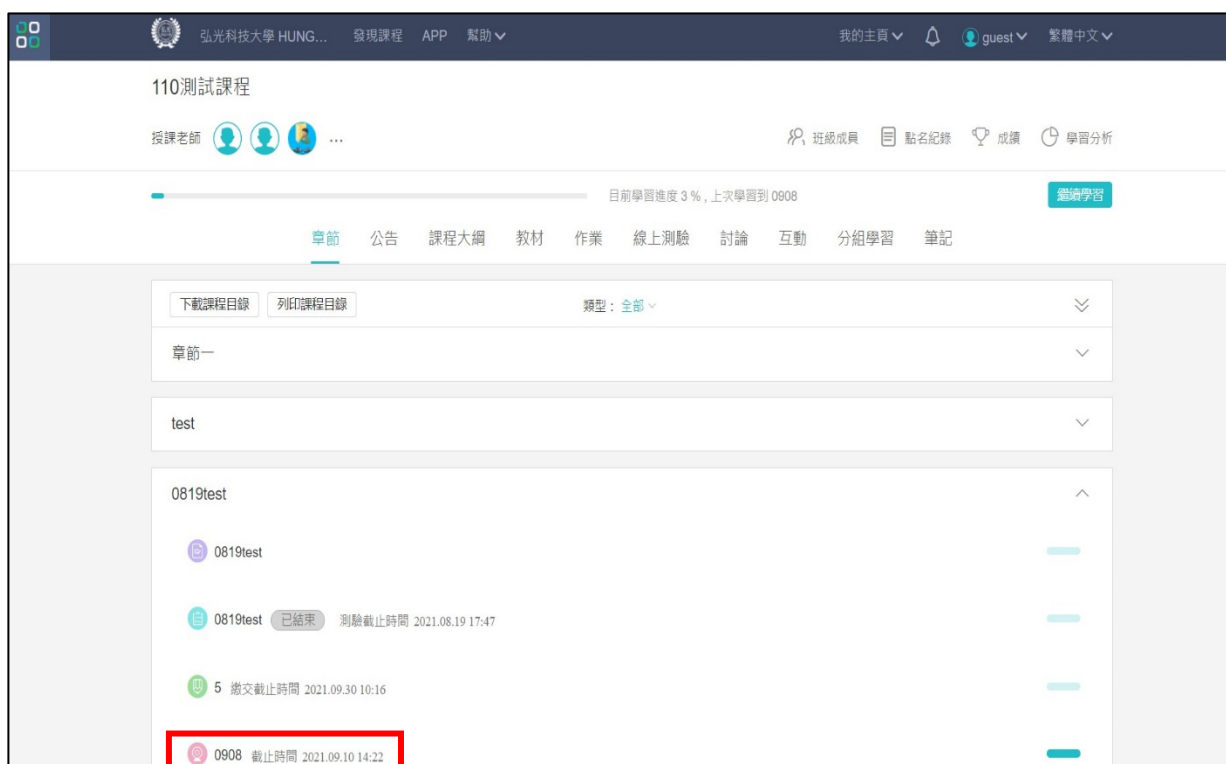 弘光科技大學 HUNG... 發現課程 APP 幫助 我的主頁 guest 繁體中文
110測試課程
授課老師 ... 班級成員 點名紀錄 成績 學習分析
目前學習進度 3 % , 上次學習到 0908 繼續學習
章節 公告 課程大綱 教材 作業 線上測驗 討論 互動 分組學習 筆記
下載課程目錄 列印課程目錄 類型： 全部
章節一
test
0819test
0819test
0819test 已結束 測驗截止時間 2021.08.19 17:47
5 繳交截止時間 2021.09.30 10:16
0908 截止時間 2021.09.10 14:22